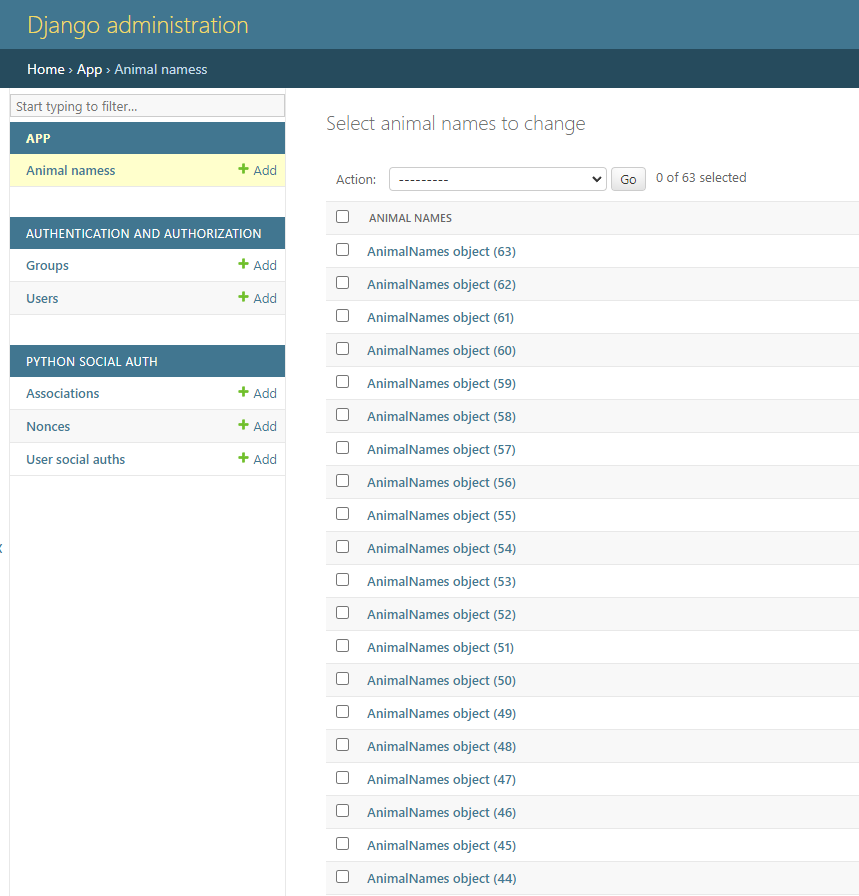 Django administration
Home › App › Animal namess
Start typing to filter...
APP
Animal namess + Add
AUTHENTICATION AND AUTHORIZATION
Groups + Add
Users + Add
PYTHON SOCIAL AUTH
Associations + Add
Nonces + Add
User social auths + Add
Select animal names to change
Action: --------- Go 0 of 63 selected
ANIMAL NAMES
AnimalNames object (63)
AnimalNames object (62)
AnimalNames object (61)
AnimalNames object (60)
AnimalNames object (59)
AnimalNames object (58)
AnimalNames object (57)
AnimalNames object (56)
AnimalNames object (55)
AnimalNames object (54)
AnimalNames object (53)
AnimalNames object (52)
AnimalNames object (51)
AnimalNames object (50)
AnimalNames object (49)
AnimalNames object (48)
AnimalNames object (47)
AnimalNames object (46)
AnimalNames object (45)
AnimalNames object (44)